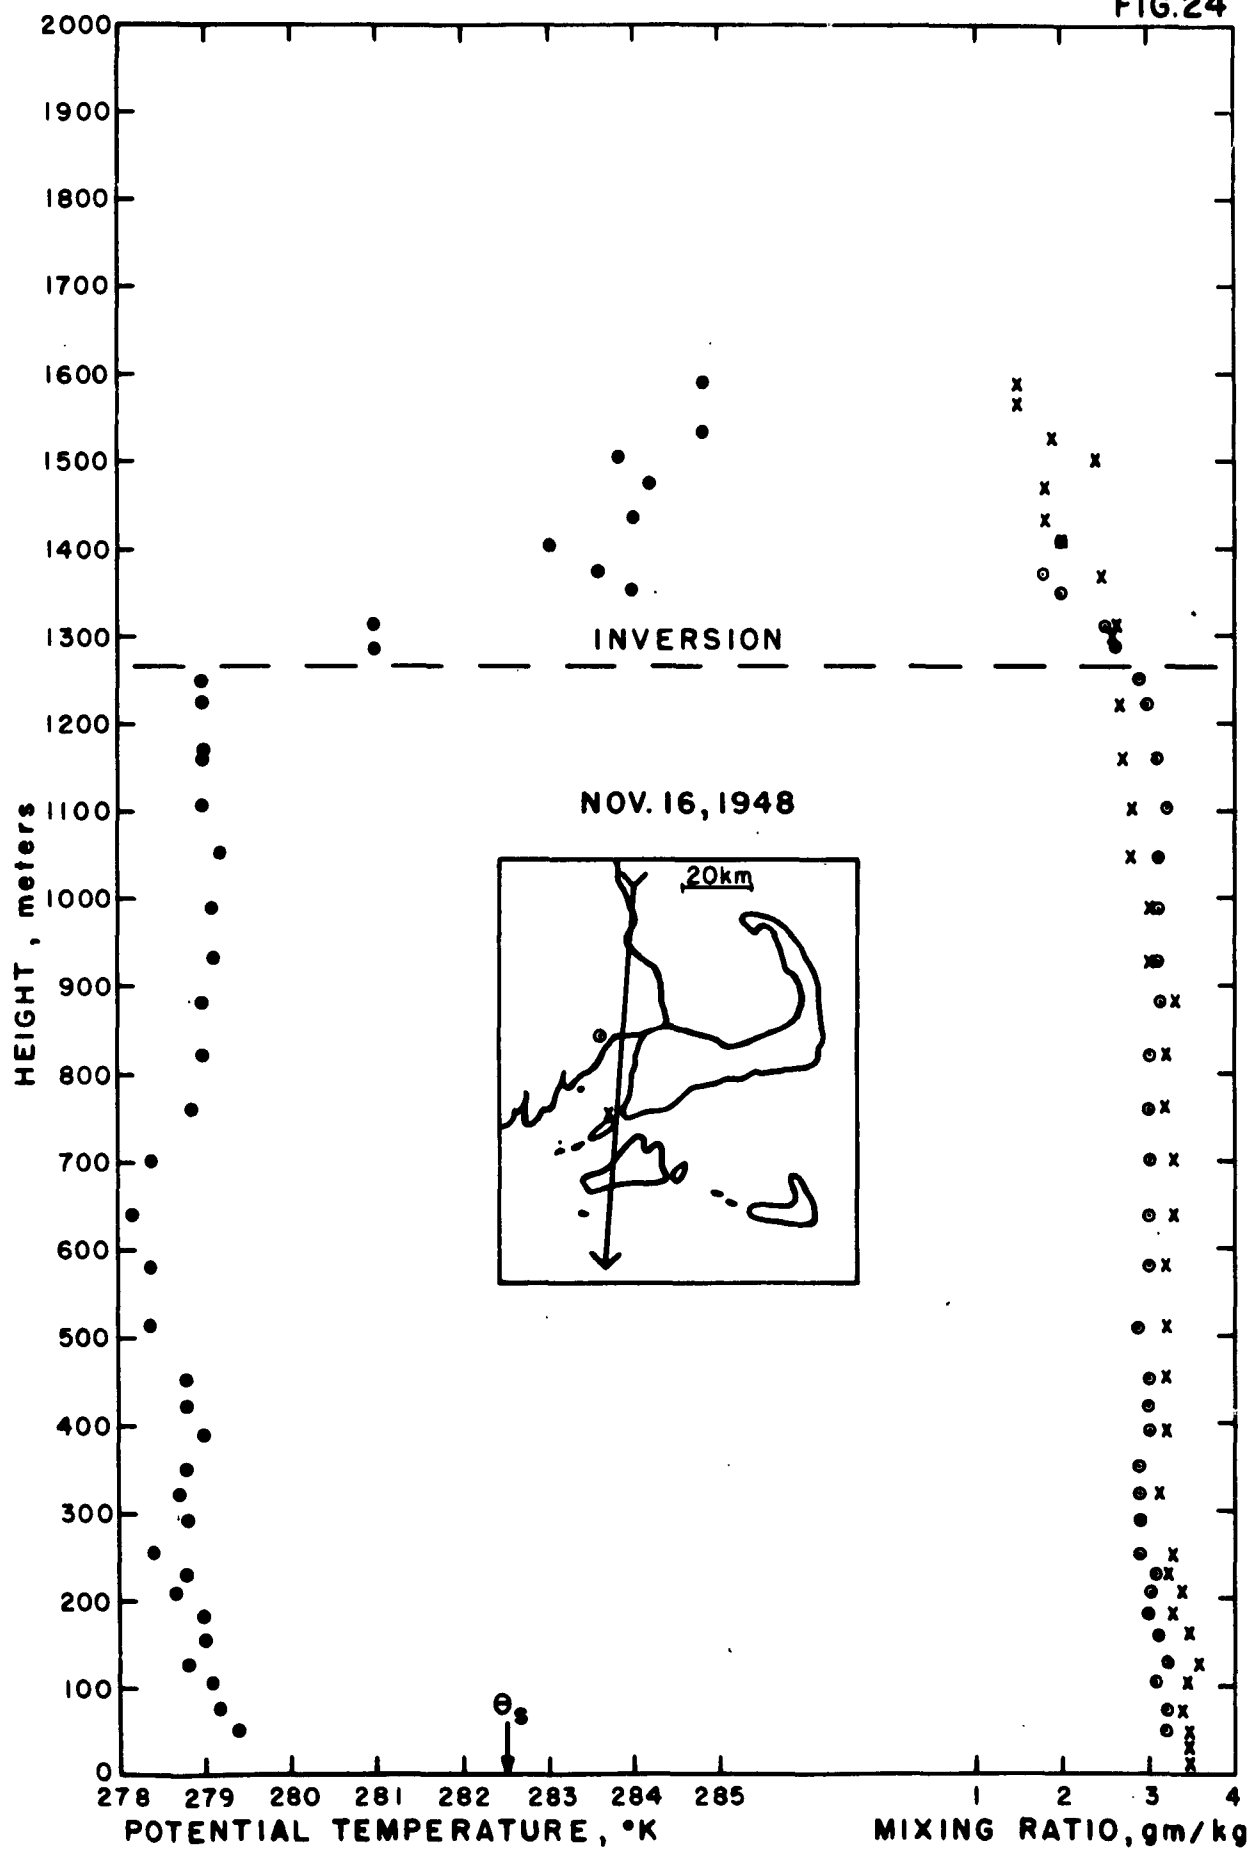 FIG.24
2000
1900
1800
1700
1600
1500
1400
1300
INVERSION
1200
1100
NOV. 16, 1948
20km
1000
900
800
700
600
500
400
300
200
100
0
HEIGHT, meters
θs
278 279 280 281 282 283 284 285 1 2 3 4
POTENTIAL TEMPERATURE, °K MIXING RATIO, gm/kg